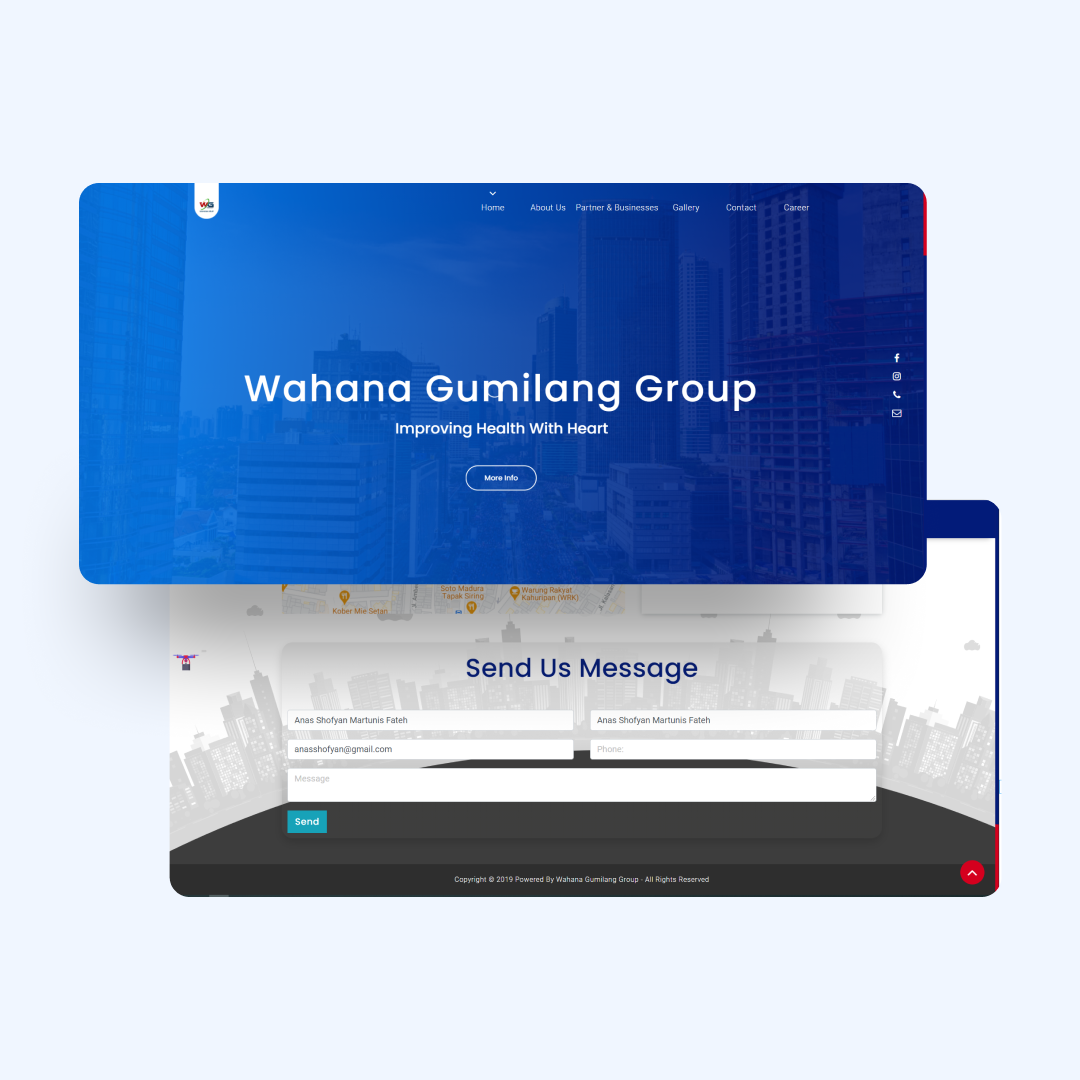 WG
Home
About Us
Partner & Businesses
Gallery
Contact
Career
Wahana Gumilang Group
Improving Health With Heart
More Info
Soto Madura
Tapak Siring
Warung Rakyat
Kahuripan (WRK)
Kober Mie Setan
Send Us Message
Anas Shofyan Martunis Fateh
Anas Shofyan Martunis Fateh
anasshofyan@gmail.com
Phone:
Message
Send
Copyright © 2019 Powered By Wahana Gumilang Group - All Rights Reserved